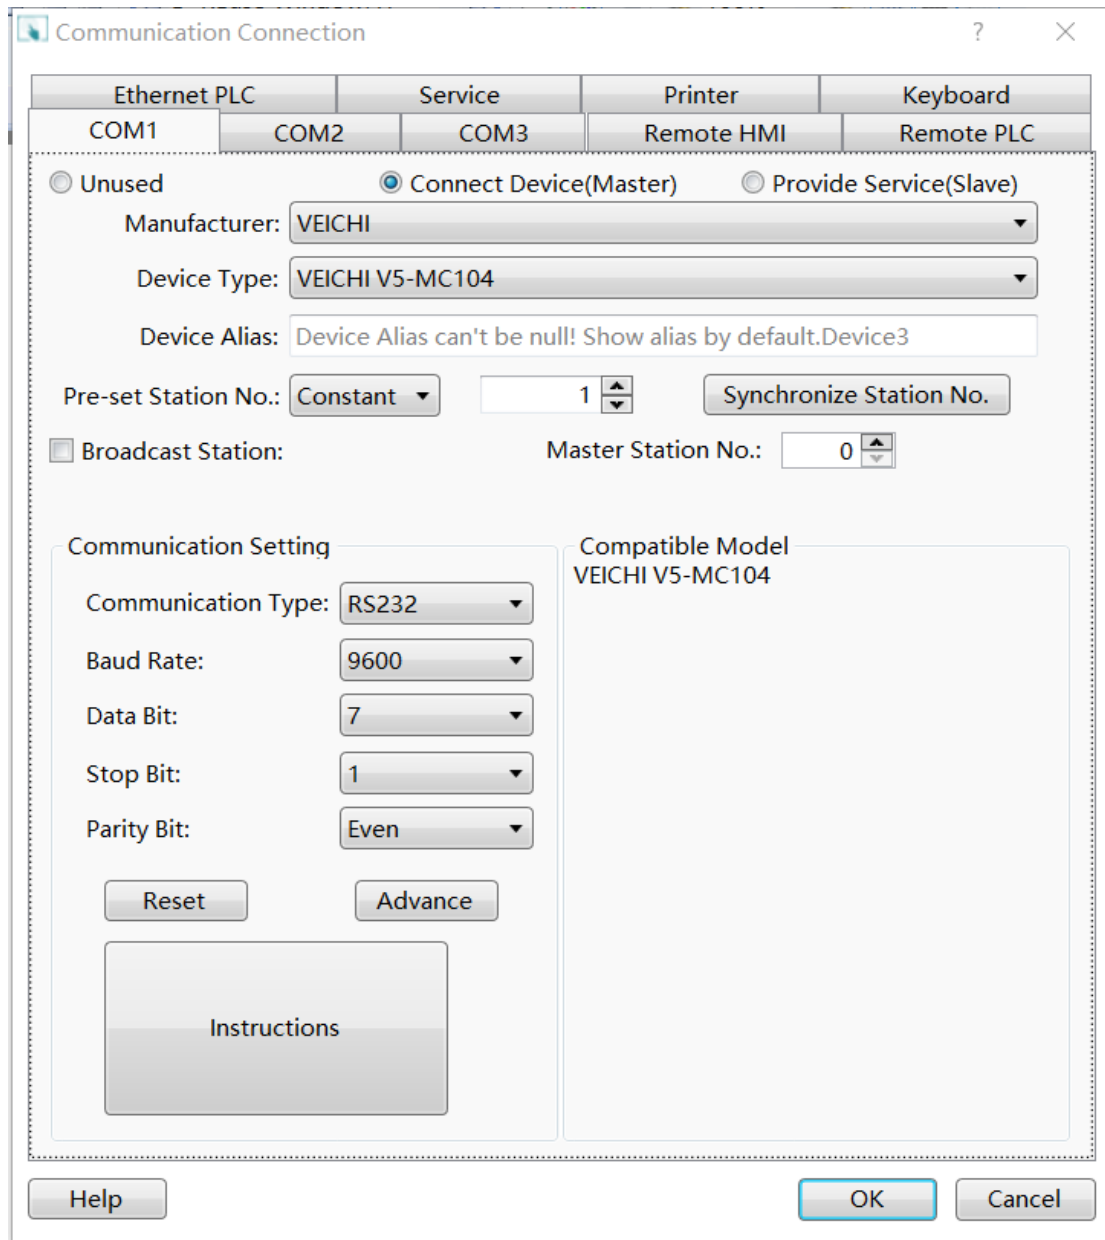 Communication Connection
Ethernet PLC Service Printer Keyboard
COM1 COM2 COM3 Remote HMI Remote PLC
Unused Connect Device(Master) Provide Service(Slave)
Manufacturer: VEICHI
Device Type: VEICHI V5-MC104
Device Alias: Device Alias can't be null! Show alias by default.Device3
Pre-set Station No.: Constant 1 Synchronize Station No.
Broadcast Station: Master Station No.: 0
Communication Setting Compatible Model
VEICHI V5-MC104
Communication Type: RS232
Baud Rate: 9600
Data Bit: 7
Stop Bit: 1
Parity Bit: Even
Reset Advance
Instructions
Help OK Cancel